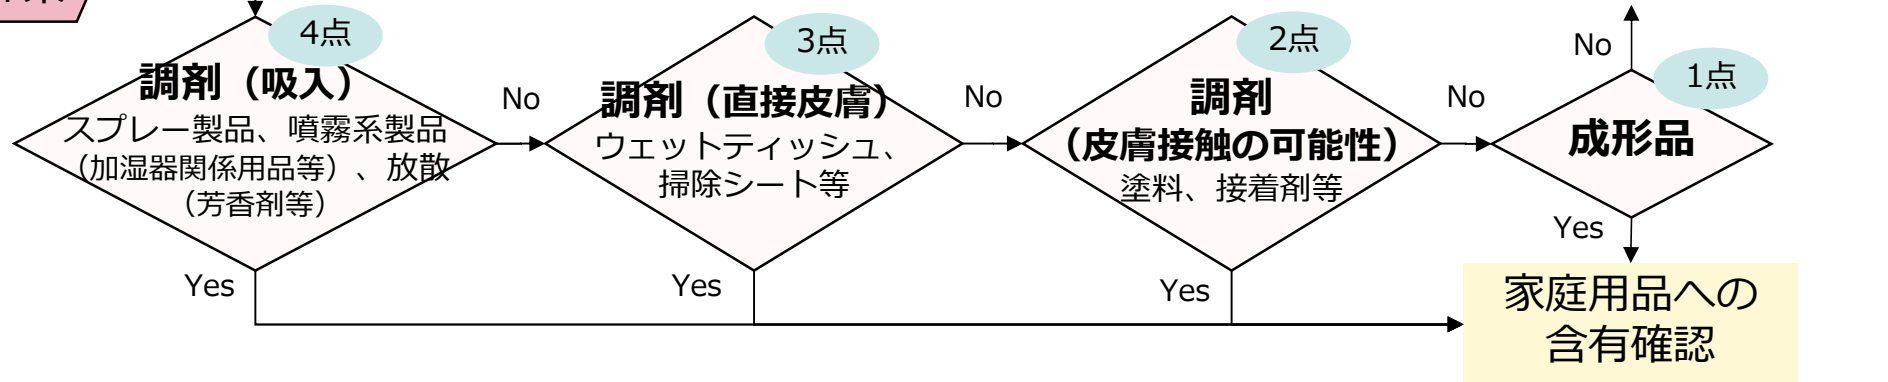 4点
調剤（吸入）
スプレー製品、噴霧系製品
（加湿器関係用品等）、放散
（芳香剤等）
No
Yes
3点
調剤（直接皮膚）
ウェットティッシュ、
掃除シート等
No
Yes
2点
調剤
（皮膚接触の可能性）
塗料、接着剤等
No
Yes
No
1点
成形品
Yes
家庭用品への
含有確認